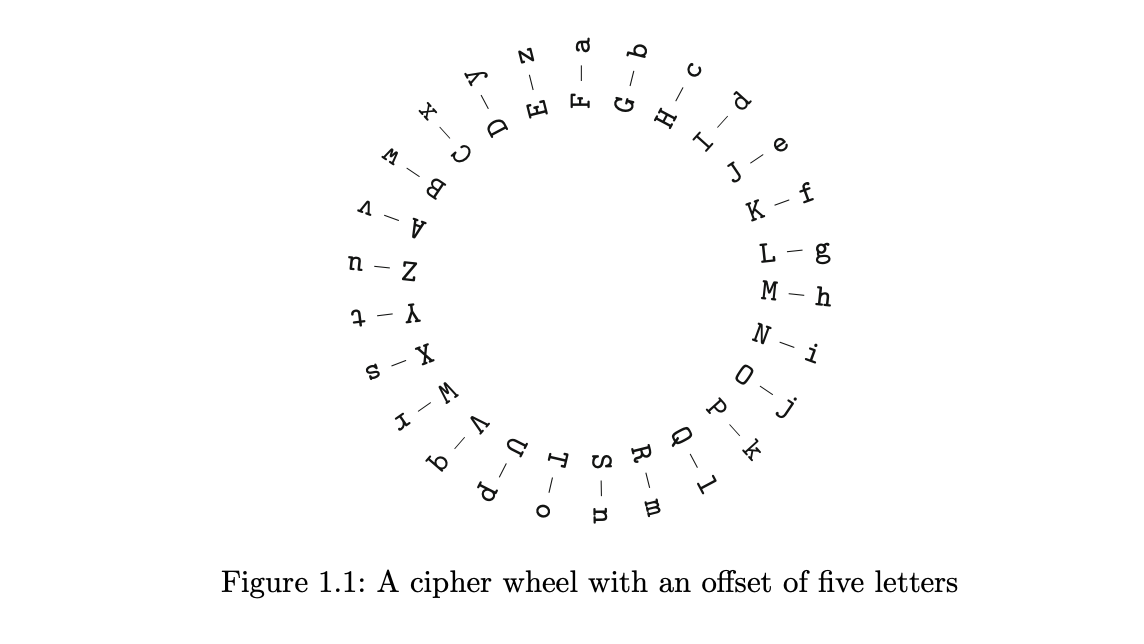 a b c d e f g h i j k l m n o p q r s t u v w x y z
F G H I J K L M N O P Q R S T U V W X Y Z A B C D E
Figure 1.1: A cipher wheel with an offset of five letters